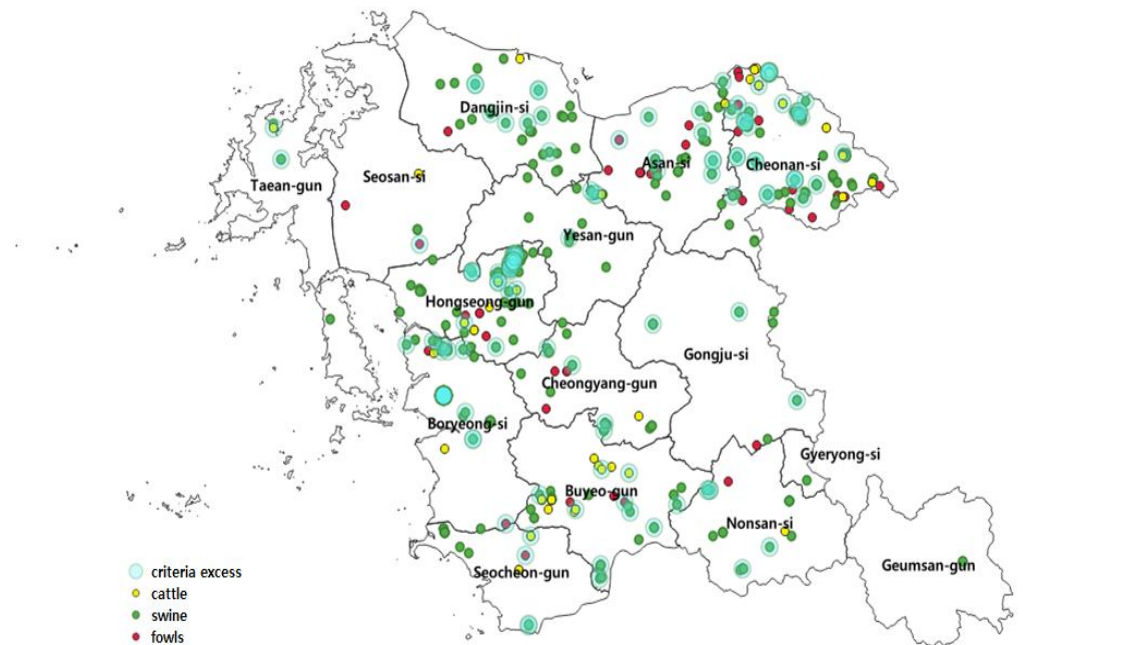 Dangjin-si
Asan-si
Cheonan-si
Seosan-si
Taean-gun
Yesan-gun
Hongseong-gun
Gongju-si
Cheongyang-gun
Boryeong-si
Gyeryong-si
Buyeo-gun
Nonsan-si
Geumsan-gun
Seocheon-gun
criteria excess
cattle
swine
fowls